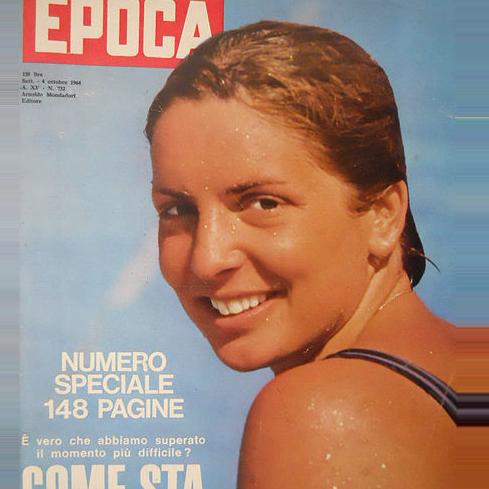 EPOCA
150 lire
Sett. - 4 ottobre 1964
A. XV - N. 732
Arnoldo Mondadori
Editore
NUMERO
SPECIALE
148 PAGINE
È vero che abbiamo superato
il momento più difficile?
COME STA